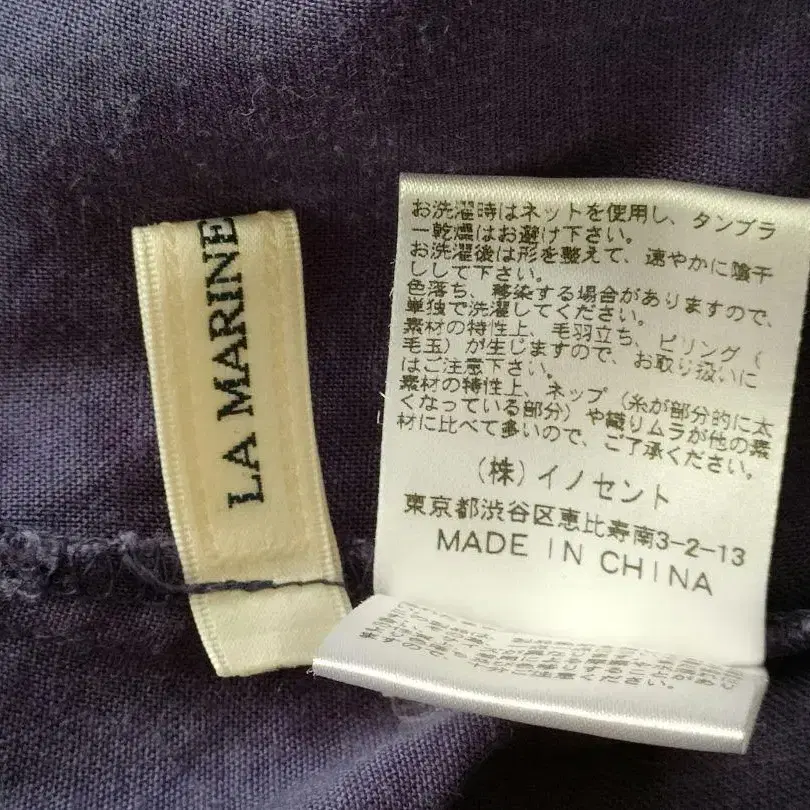 LA MARINE
お洗濯時はネットを使用し、タンブラ
ー乾燥はお避け下さい。
お洗濯後は形を整えて、速やかに陰干
しして下さい。
色落ち、移染する場合がありますので、
単独で洗濯してください。
素材の特性上、毛羽立ち、ピリング（
毛玉）が生じますので、お取り扱いに
はご注意下さい。
素材の特性上、ネップ（糸が部分的に太
くなっている部分）や織りムラが他の素
材に比べて多いので、ご了承ください。
（株）イノセント
東京都渋谷区恵比寿南3-2-13
MADE IN CHINA